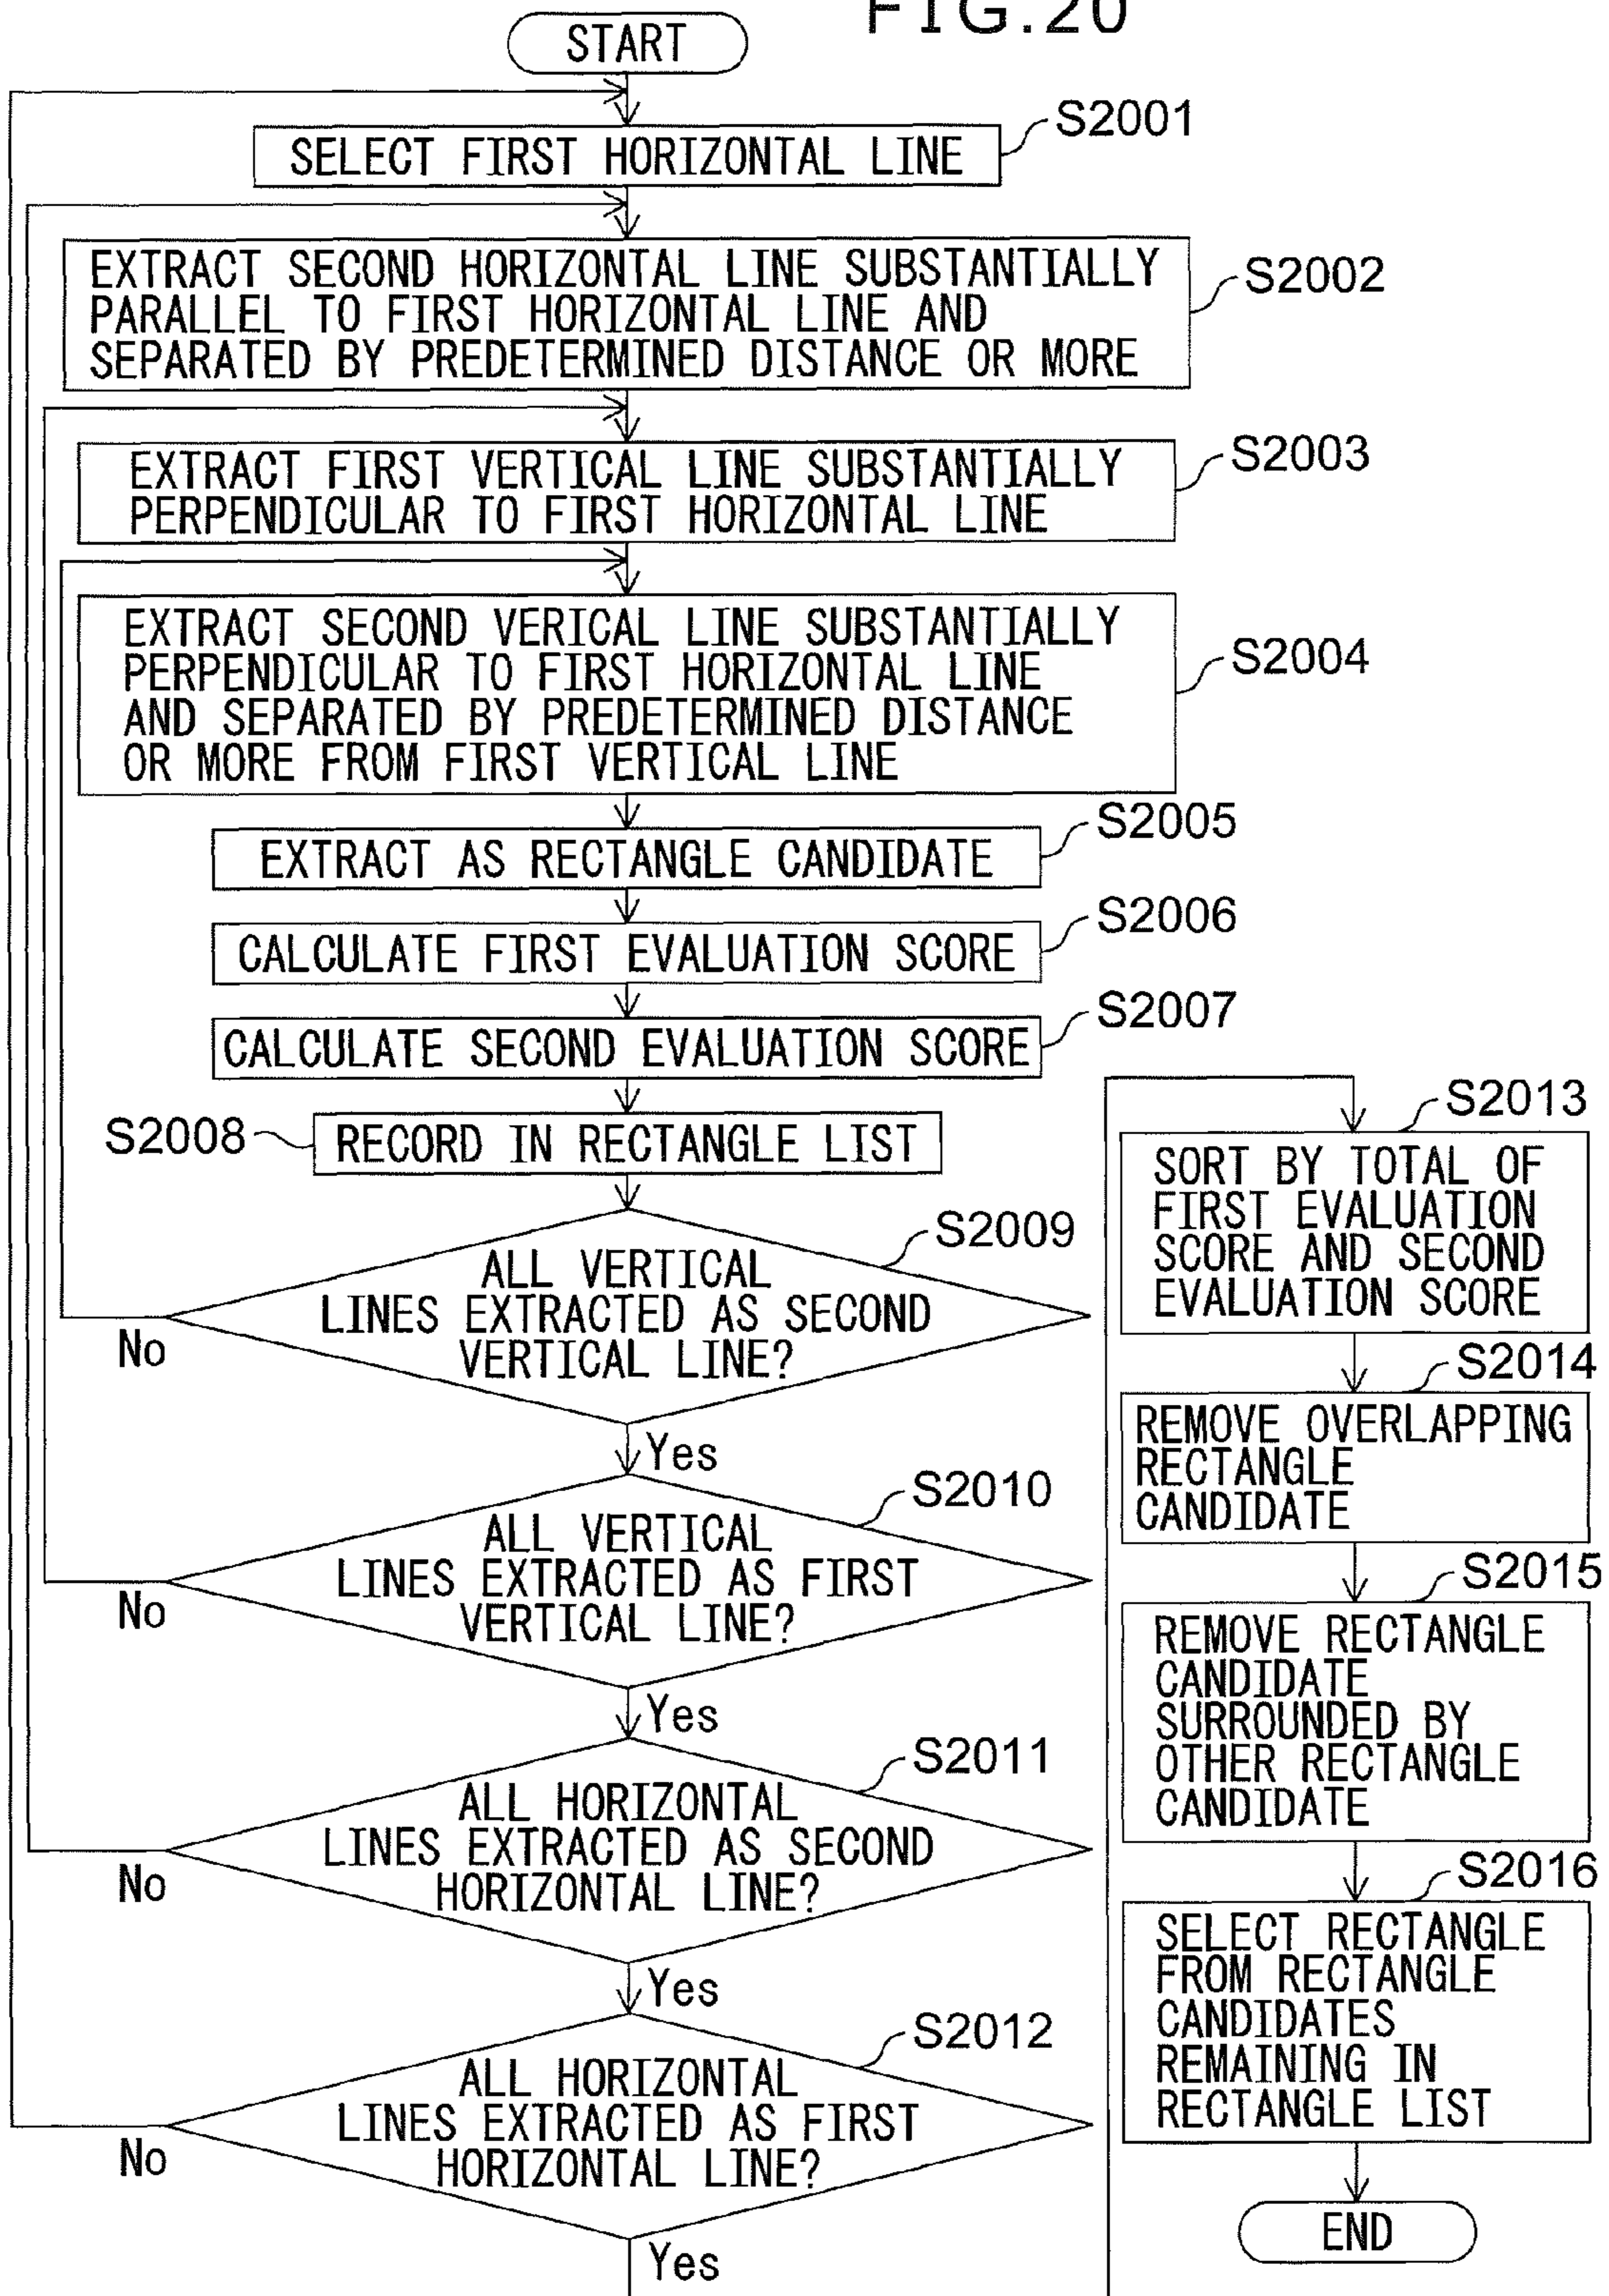 FIG.20
START
S2001
SELECT FIRST HORIZONTAL LINE
S2002
EXTRACT SECOND HORIZONTAL LINE SUBSTANTIALLY
PARALLEL TO FIRST HORIZONTAL LINE AND
SEPARATED BY PREDETERMINED DISTANCE OR MORE
S2003
EXTRACT FIRST VERTICAL LINE SUBSTANTIALLY
PERPENDICULAR TO FIRST HORIZONTAL LINE
S2004
EXTRACT SECOND VERICAL LINE SUBSTANTIALLY
PERPENDICULAR TO FIRST HORIZONTAL LINE
AND SEPARATED BY PREDETERMINED DISTANCE
OR MORE FROM FIRST VERTICAL LINE
S2005
EXTRACT AS RECTANGLE CANDIDATE
S2006
CALCULATE FIRST EVALUATION SCORE
S2007
CALCULATE SECOND EVALUATION SCORE
S2008
RECORD IN RECTANGLE LIST
S2009
ALL VERTICAL
LINES EXTRACTED AS SECOND
VERTICAL LINE?
No
Yes
S2010
ALL VERTICAL
LINES EXTRACTED AS FIRST
VERTICAL LINE?
No
Yes
S2011
ALL HORIZONTAL
LINES EXTRACTED AS SECOND
HORIZONTAL LINE?
No
Yes
S2012
ALL HORIZONTAL
LINES EXTRACTED AS FIRST
HORIZONTAL LINE?
No
Yes
S2013
SORT BY TOTAL OF
FIRST EVALUATION
SCORE AND SECOND
EVALUATION SCORE
S2014
REMOVE OVERLAPPING
RECTANGLE
CANDIDATE
S2015
REMOVE RECTANGLE
CANDIDATE
SURROUNDED BY
OTHER RECTANGLE
CANDIDATE
S2016
SELECT RECTANGLE
FROM RECTANGLE
CANDIDATES
REMAINING IN
RECTANGLE LIST
END